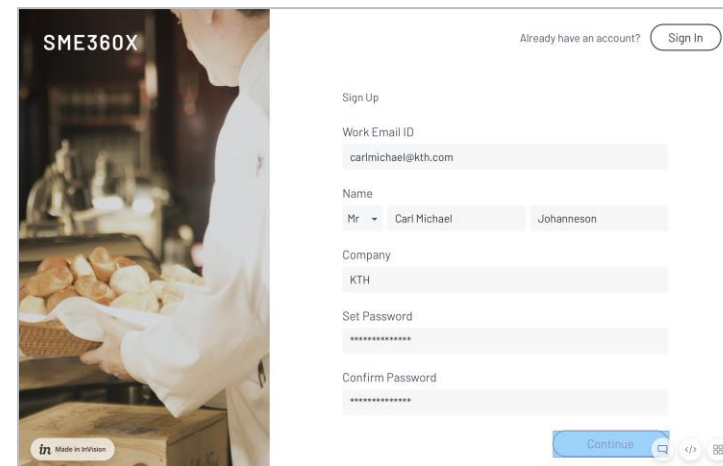 SME360X
Already have an account? Sign In
Sign Up
Work Email ID
carlmichael@kth.com
Name
Mr Carl Michael Johanneson
Company
KTH
Set Password
**************
Confirm Password
**************
Continue
in Made in InVision